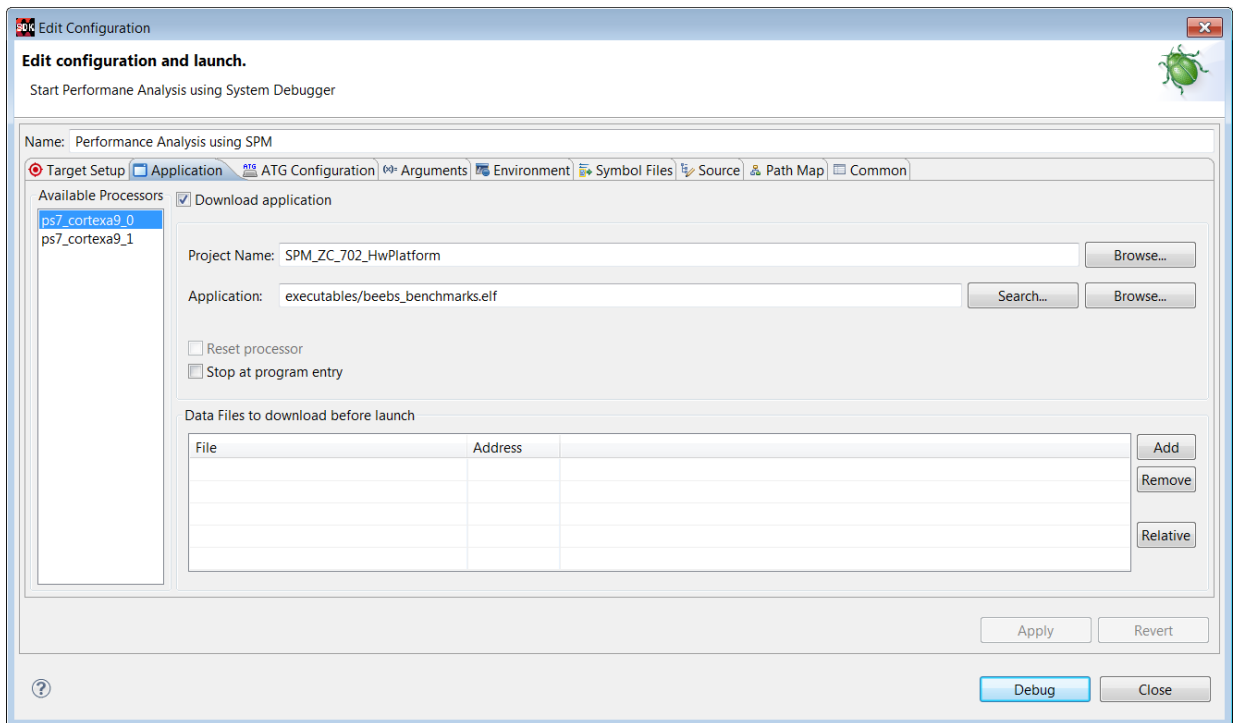 SDK Edit Configuration
Edit configuration and launch.
Start Performane Analysis using System Debugger
Name: Performance Analysis using SPM
Target Setup Application ATG ATG Configuration (x)= Arguments Environment Symbol Files Source Path Map Common
Available Processors
ps7_cortexa9_0
ps7_cortexa9_1
Download application
Project Name: SPM_ZC_702_HwPlatform Browse...
Application: executables/beebs_benchmarks.elf Search... Browse...
Reset processor
Stop at program entry
Data Files to download before launch
File Address
Add
Remove
Relative
Apply Revert
? Debug Close